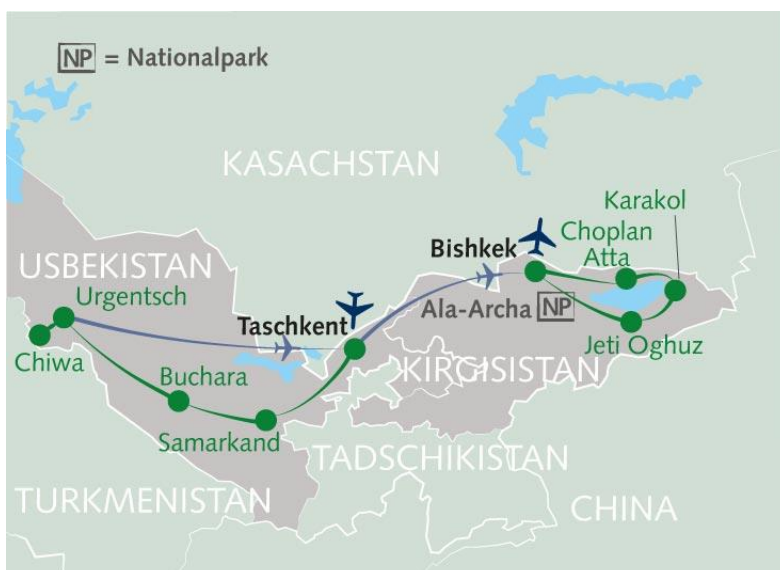 NP = Nationalpark
KASACHSTAN
Karakol
Choplan
Atta
Bishkek
USBEKISTAN
Urgentsch
Ala-Archa NP
Taschkent
Jeti Oghuz
Chiwa
KIRGISISTAN
Buchara
Samarkand
TADSCHIKISTAN
TURKMENISTAN
CHINA